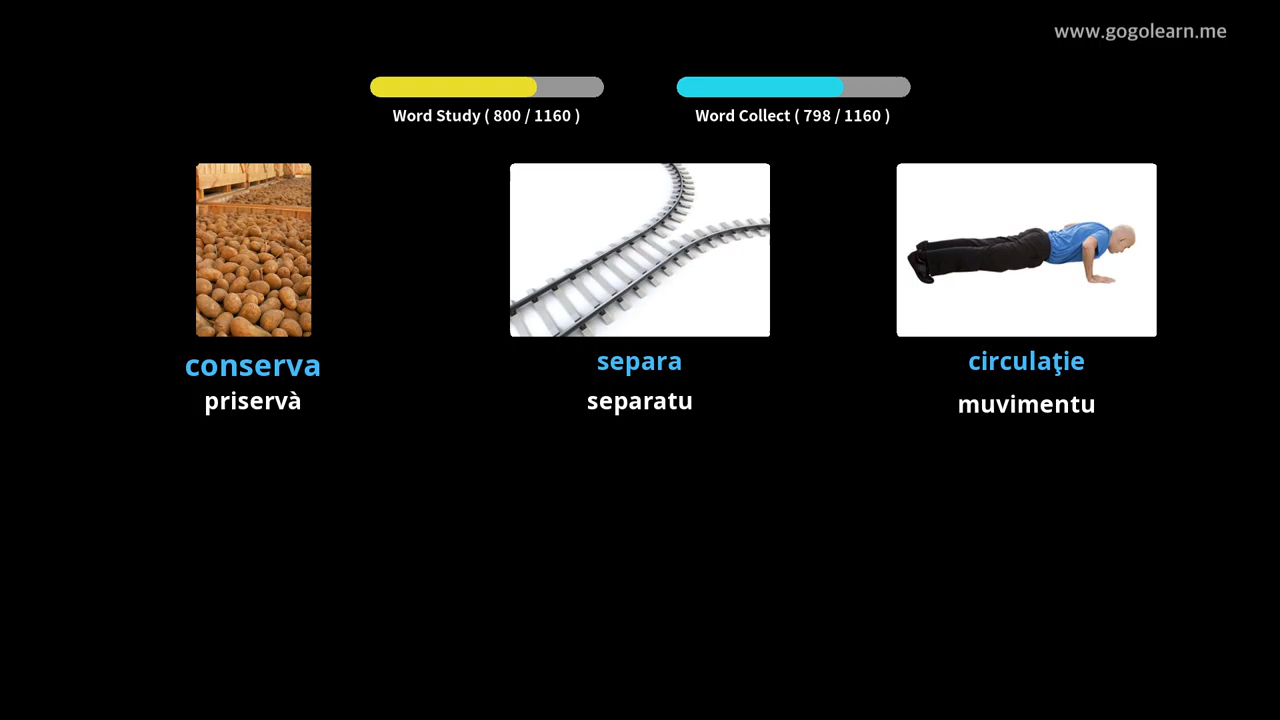 www.gogolearn.me
Word Study ( 800 / 1160 )
Word Collect ( 798 / 1160 )
conserva
priservà
separa
separatu
circulaţie
muvimentu